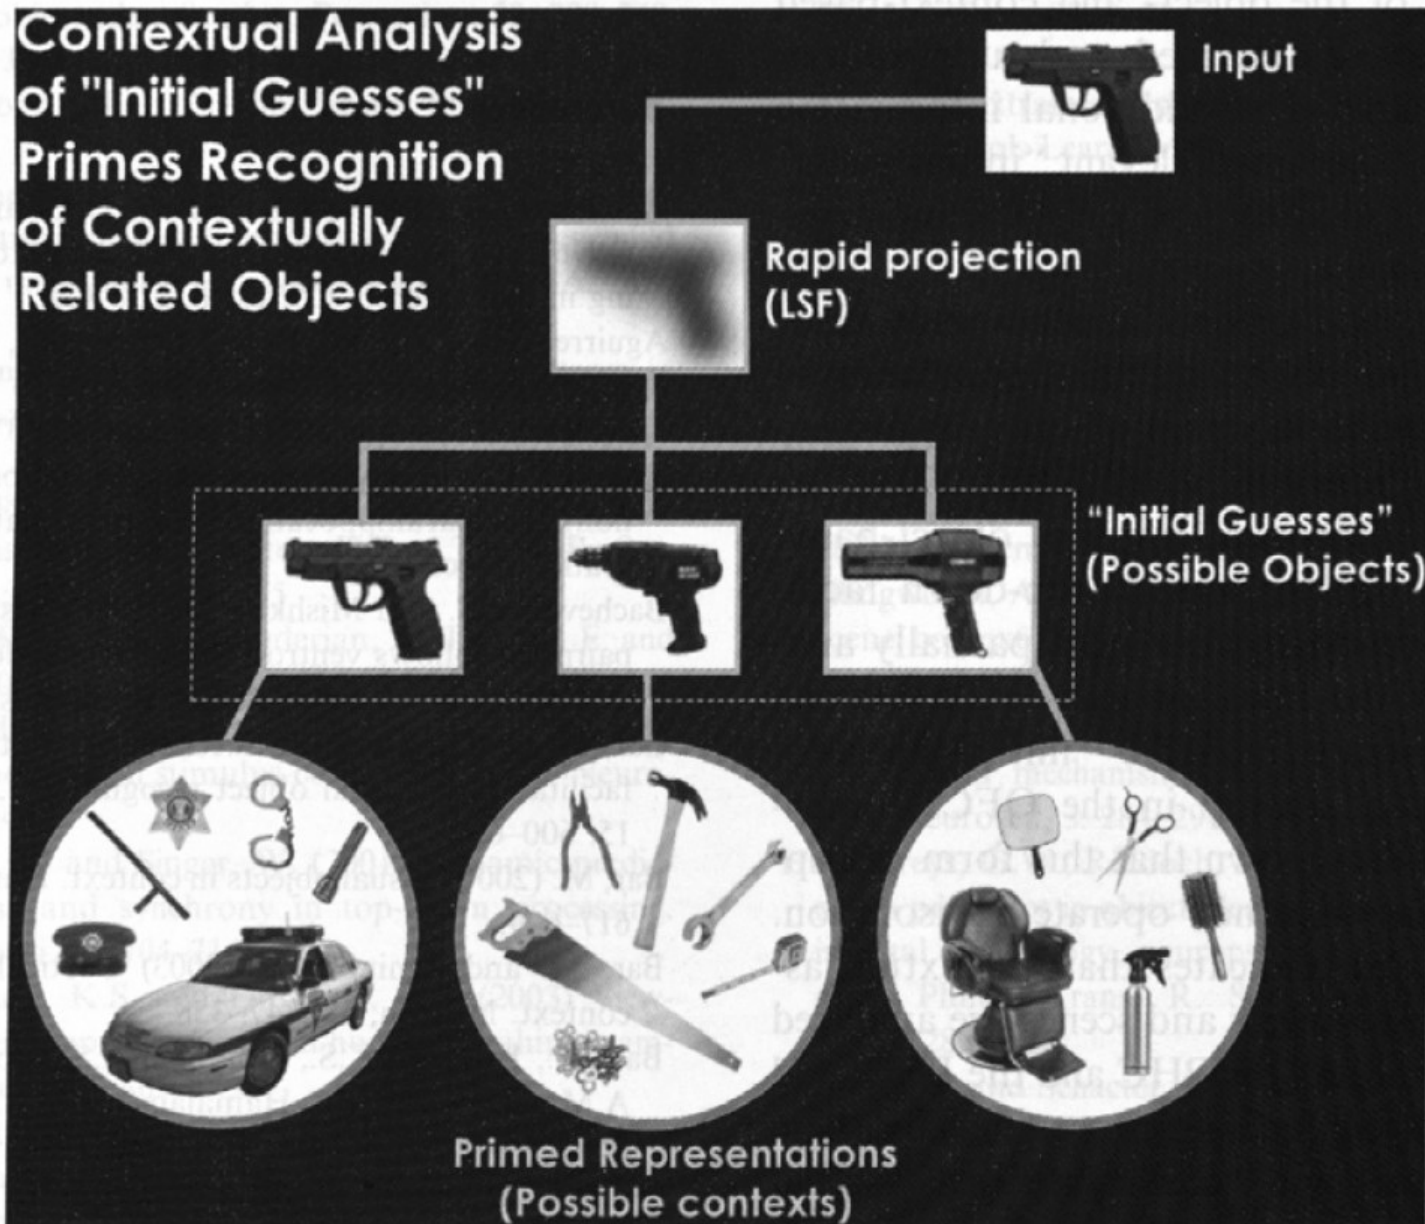 Contextual Analysis
of "Initial Guesses"
Primes Recognition
of Contextually
Related Objects
Input
Rapid projection
(LSF)
“Initial Guesses”
(Possible Objects)
Primed Representations
(Possible contexts)